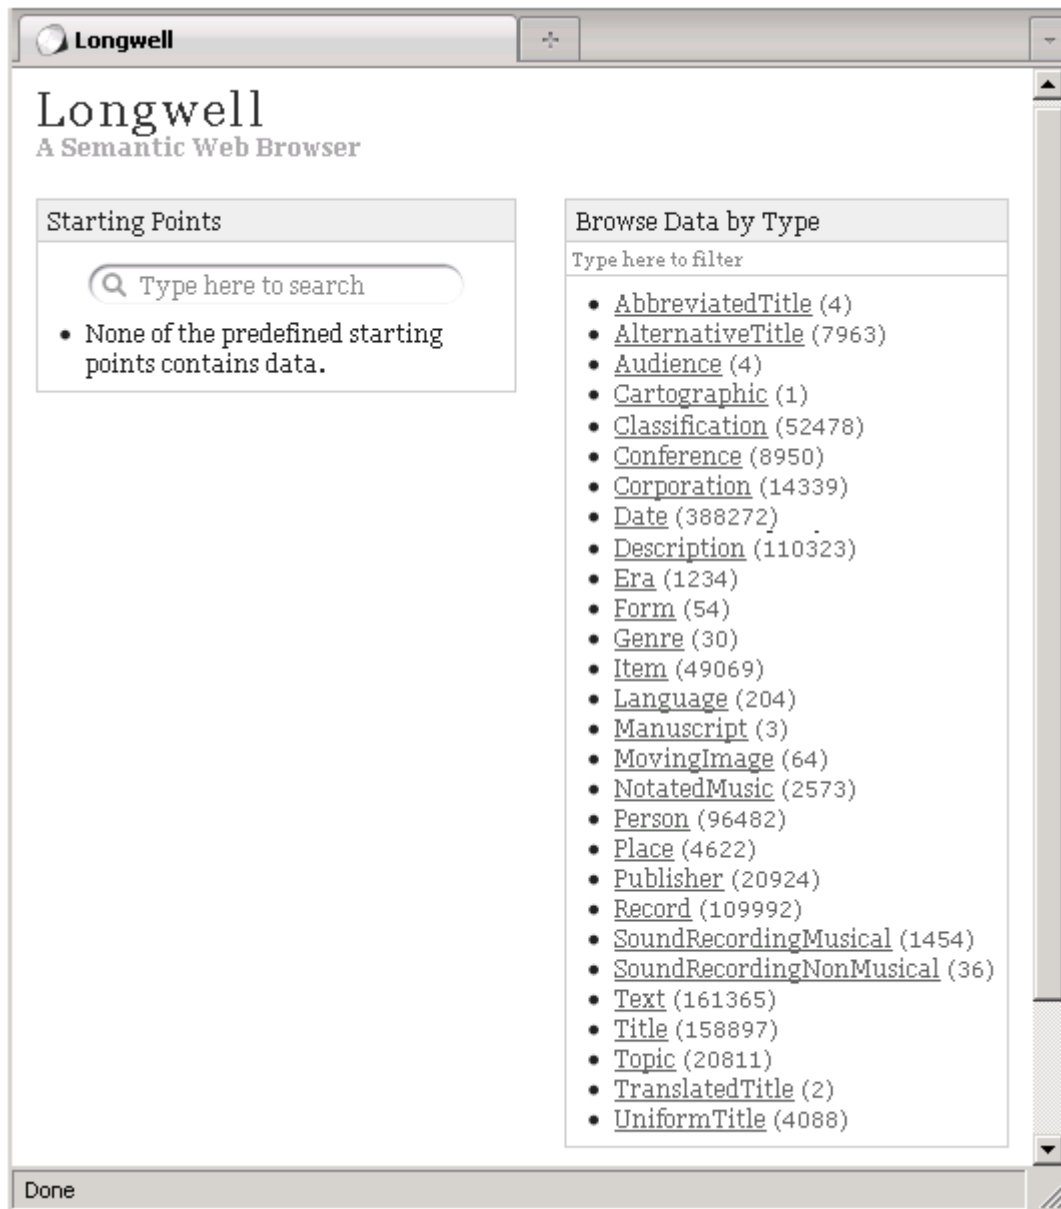 Longwell
Longwell
A Semantic Web Browser
Starting Points
Type here to search
None of the predefined starting
points contains data.
Browse Data by Type
Type here to filter
AbbreviatedTitle (4)
AlternativeTitle (7963)
Audience (4)
Cartographic (1)
Classification (52478)
Conference (8950)
Corporation (14339)
Date (388272)
Description (110323)
Era (1234)
Form (54)
Genre (30)
Item (49069)
Language (204)
Manuscript (3)
MovingImage (64)
NotatedMusic (2573)
Person (96482)
Place (4622)
Publisher (20924)
Record (109992)
SoundRecordingMusical (1454)
SoundRecordingNonMusical (36)
Text (161365)
Title (158897)
Topic (20811)
TranslatedTitle (2)
UniformTitle (4088)
Done